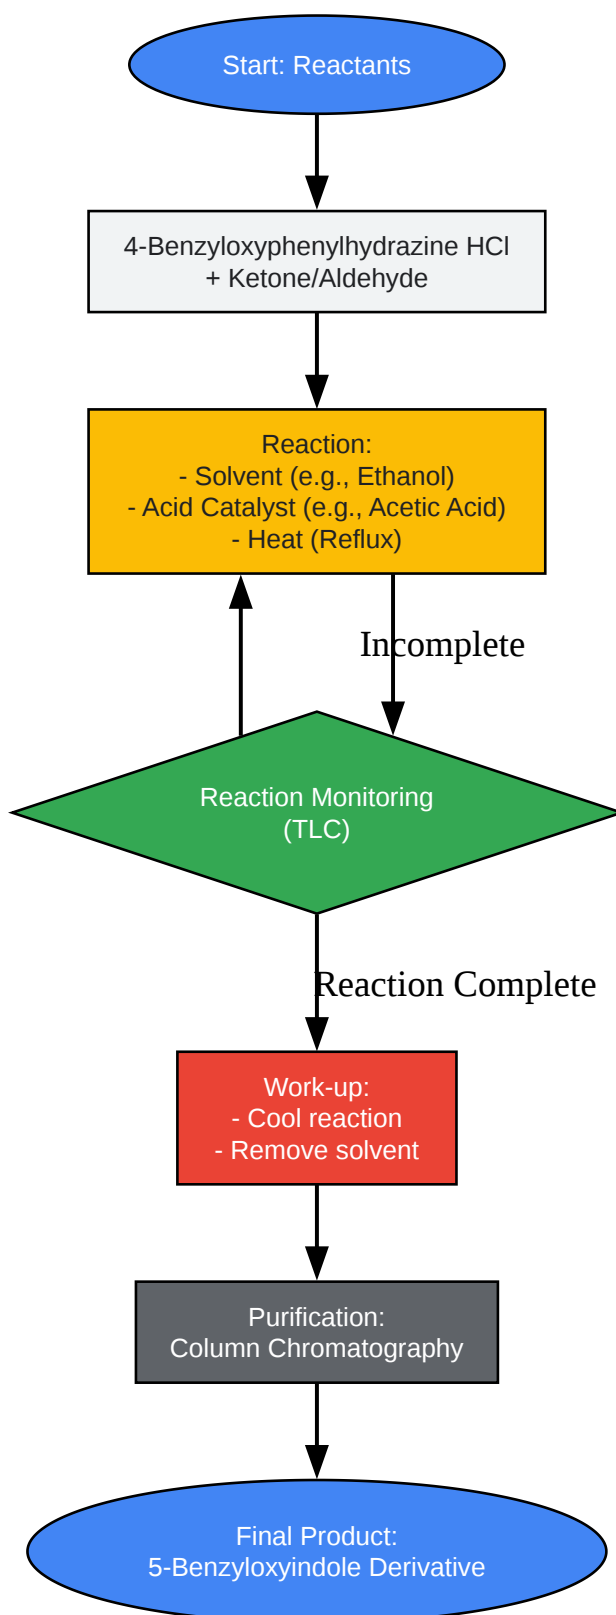 Start: Reactants
4-Benzyloxyphenylhydrazine HCl
+ Ketone/Aldehyde
Reaction:
- Solvent (e.g., Ethanol)
- Acid Catalyst (e.g., Acetic Acid)
- Heat (Reflux)
Incomplete
Reaction Monitoring
(TLC)
Reaction Complete
Work-up:
- Cool reaction
- Remove solvent
Purification:
Column Chromatography
Final Product:
5-Benzyloxyindole Derivative